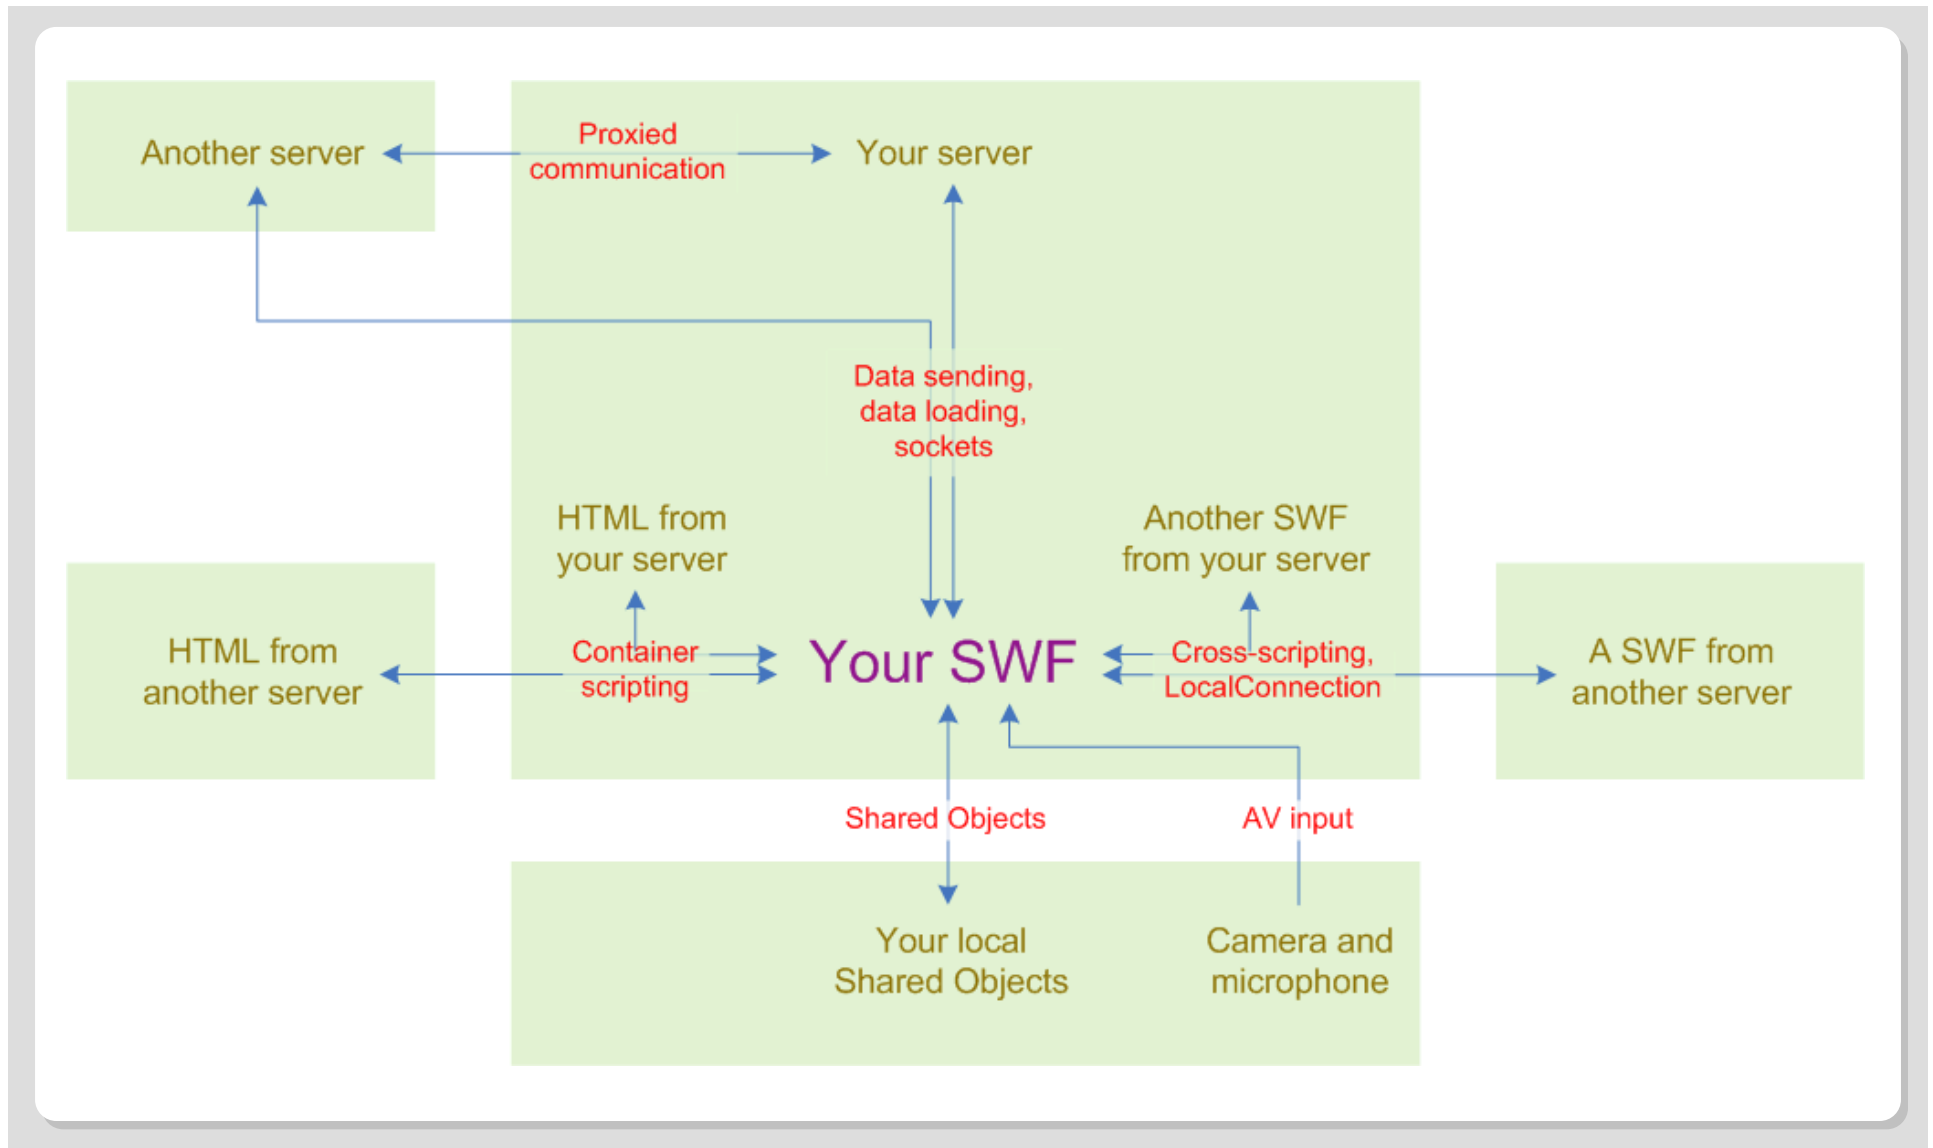 Another server
Proxied
communication
Your server
Data sending,
data loading,
sockets
HTML from
your server
Another SWF
from your server
HTML from
another server
Container
scripting
Your SWF
Cross-scripting,
LocalConnection
A SWF from
another server
Shared Objects
AV input
Your local
Shared Objects
Camera and
microphone